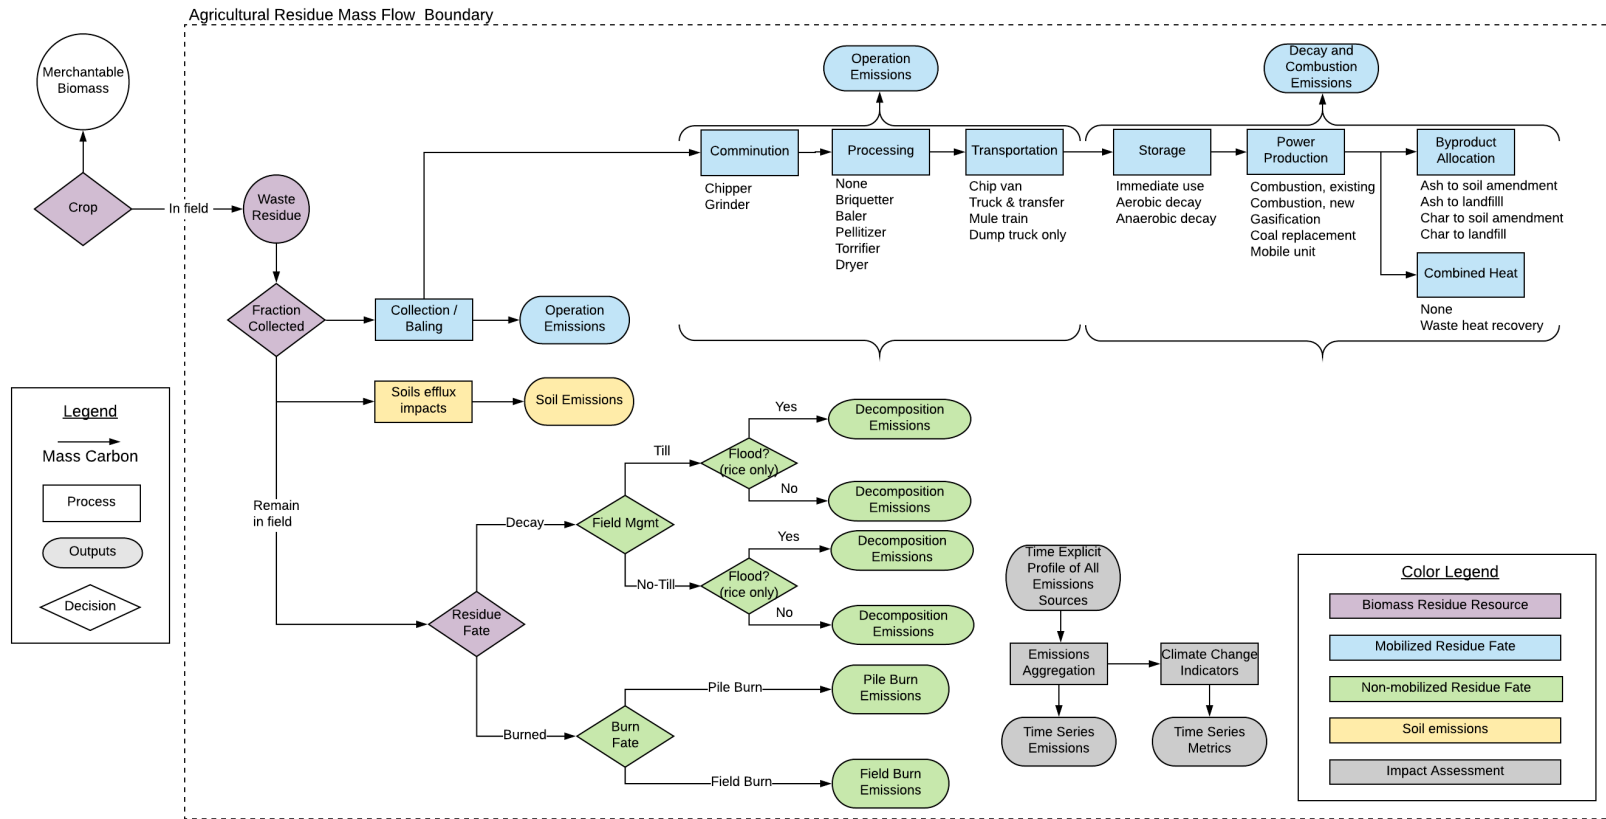 Agricultural Residue Mass Flow  Boundary
Merchantable
Biomass
Crop
In field
Waste
Residue
Fraction
Collected
Collection /
Baling
Operation
Emissions
Operation
Emissions
Comminution
Chipper
Grinder
Processing
None
Briquetter
Baler
Pellitizer
Torrifier
Dryer
Transportation
Chip van
Truck & transfer
Mule train
Dump truck only
Decay and
Combustion
Emissions
Storage
Immediate use
Aerobic decay
Anaerobic decay
Power
Production
Combustion, existing
Combustion, new
Gasification
Coal replacement
Mobile unit
Byproduct
Allocation
Ash to soil amendment
Ash to landfilll
Char to soil amendment
Char to landfill
Combined Heat
None
Waste heat recovery
Soils efflux
impacts
Soil Emissions
Remain
in field
Residue
Fate
Decay
Field Mgmt
Till
Flood?
(rice only)
Yes
Decomposition
Emissions
No
Decomposition
Emissions
No-Till
Flood?
(rice only)
Yes
Decomposition
Emissions
No
Decomposition
Emissions
Burned
Burn
Fate
Pile Burn
Pile Burn
Emissions
Field Burn
Field Burn
Emissions
Time Explicit
Profile of All
Emissions
Sources
Emissions
Aggregation
Climate Change
Indicators
Time Series
Emissions
Time Series
Metrics
Legend
Mass Carbon
Process
Outputs
Decision
Color Legend
Biomass Residue Resource
Mobilized Residue Fate
Non-mobilized Residue Fate
Soil emissions
Impact Assessment